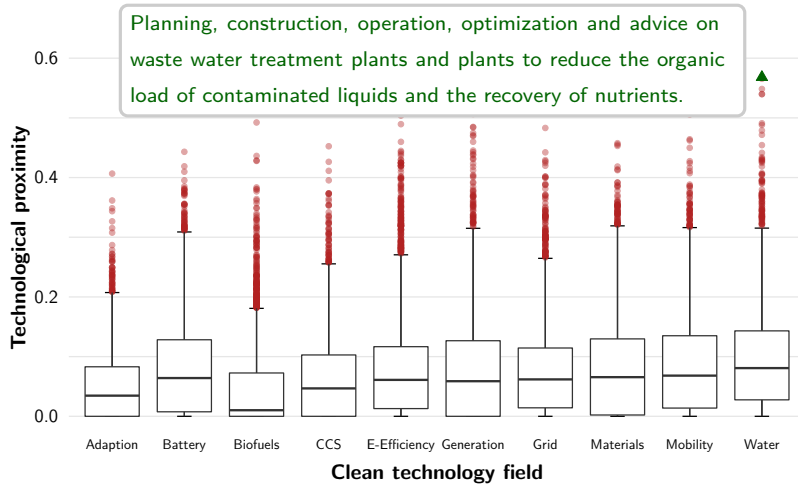 Planning, construction, operation, optimization and advice on
waste water treatment plants and plants to reduce the organic
load of contaminated liquids and the recovery of nutrients.
0.6
0.4
0.2
0.0
Technological proximity
Adaption Battery Biofuels CCS E-Efficiency Generation Grid Materials Mobility Water
Clean technology field